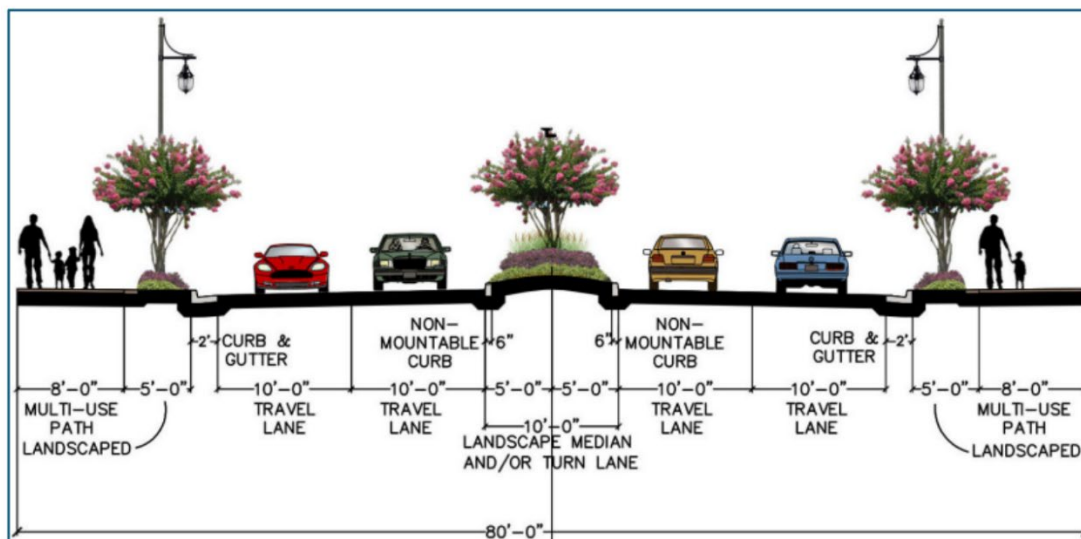 2' CURB & GUTTER
NON-MOUNTABLE CURB 6"
6" NON-MOUNTABLE CURB
CURB & GUTTER 2'
8'-0" 5'-0" 10'-0" 10'-0" 5'-0" 5'-0" 10'-0" 10'-0" 5'-0" 8'-0"
MULTI-USE PATH
LANDSCAPED
TRAVEL LANE
TRAVEL LANE
10'-0"
LANDSCAPE MEDIAN
AND/OR TURN LANE
TRAVEL LANE
TRAVEL LANE
MULTI-USE PATH
LANDSCAPED
80'-0"